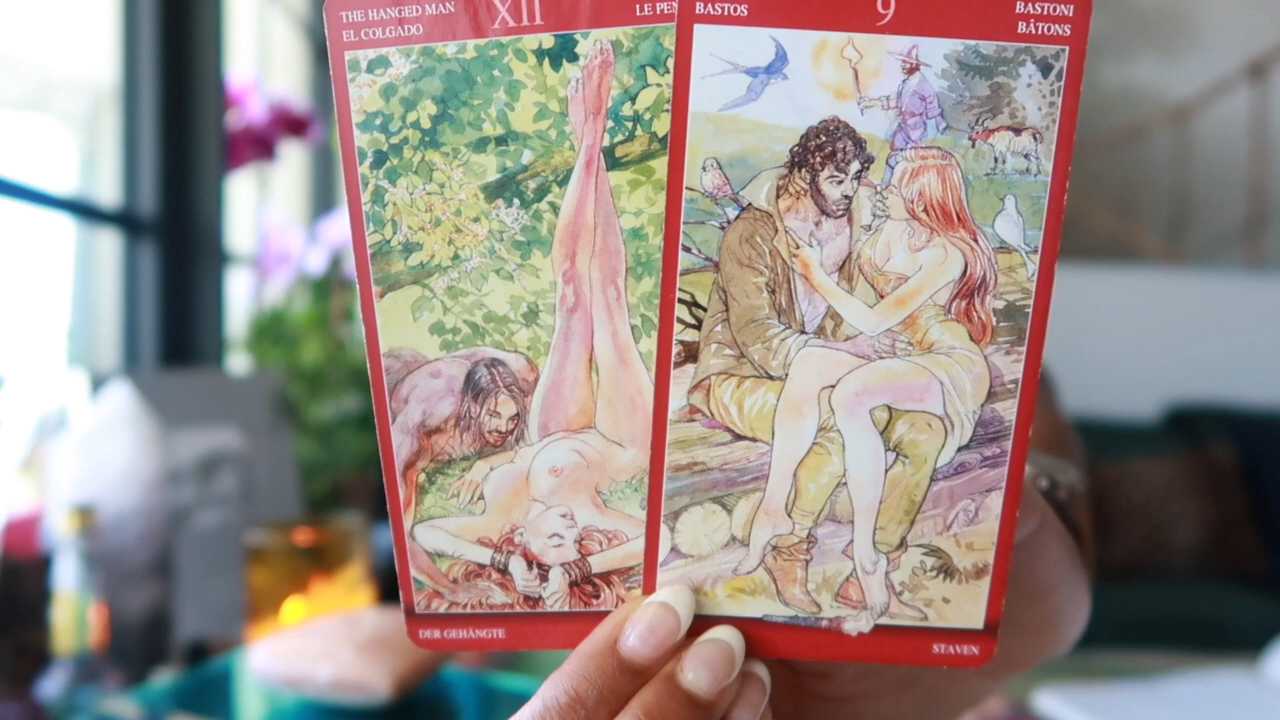 THE HANGED MAN
EL COLGADO
XII
LE PEN
DER GEHÄNGTE
BASTOS
9
BASTONI
BÂTONS
STAVEN